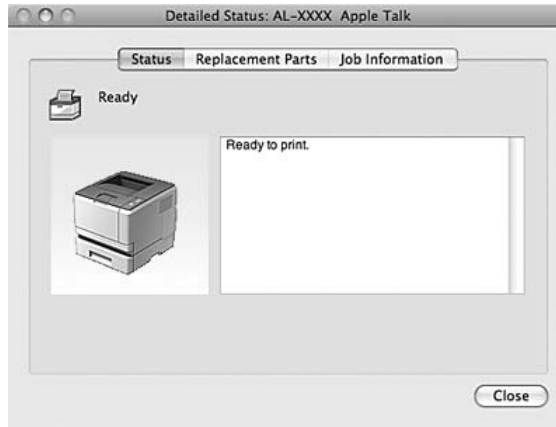 Detailed Status: AL-XXXX Apple Talk
Status Replacement Parts Job Information
Ready
Ready to print.
Close